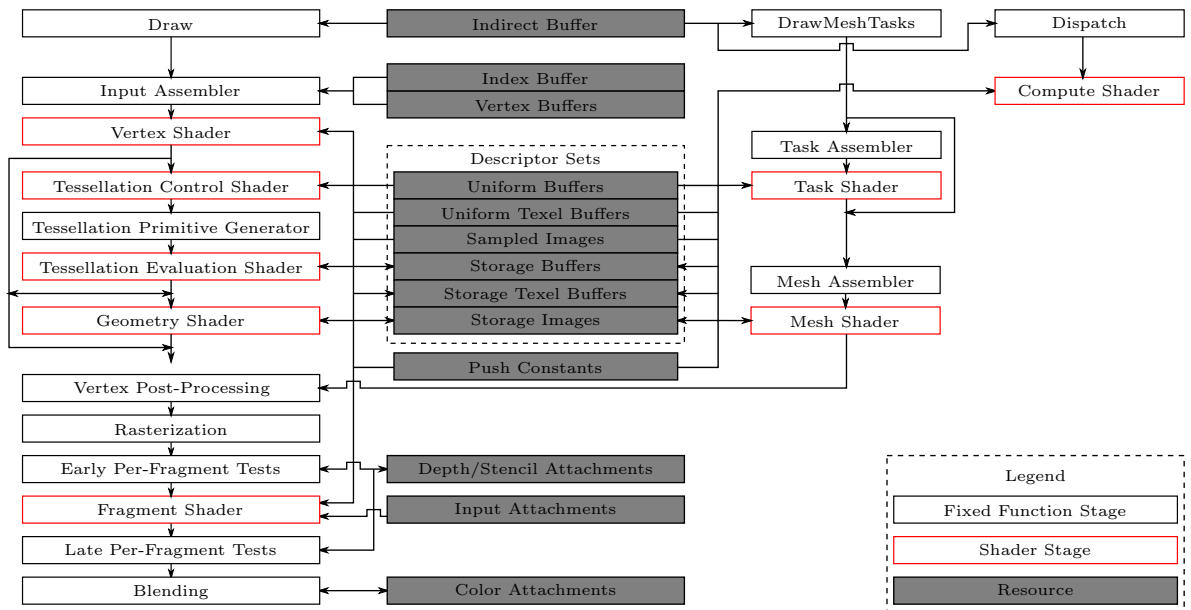 Draw
Indirect Buffer
DrawMeshTasks
Dispatch
Input Assembler
Index Buffer
Vertex Buffers
Compute Shader
Vertex Shader
Descriptor Sets
Task Assembler
Tessellation Control Shader
Uniform Buffers
Task Shader
Tessellation Primitive Generator
Uniform Texel Buffers
Sampled Images
Tessellation Evaluation Shader
Storage Buffers
Mesh Assembler
Storage Texel Buffers
Geometry Shader
Storage Images
Mesh Shader
Push Constants
Vertex Post-Processing
Rasterization
Early Per-Fragment Tests
Depth/Stencil Attachments
Fragment Shader
Input Attachments
Late Per-Fragment Tests
Blending
Color Attachments
Legend
Fixed Function Stage
Shader Stage
Resource